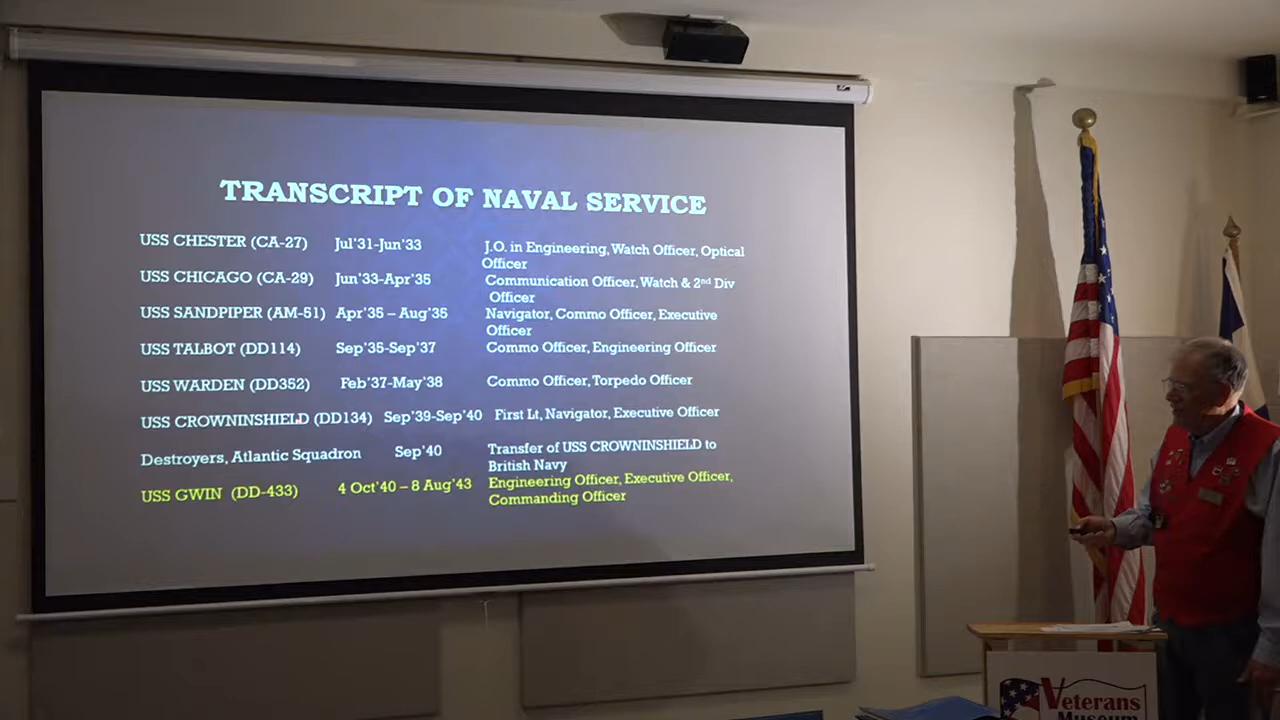 TRANSCRIPT OF NAVAL SERVICE
USS CHESTER (CA-27) Jul'31-Jun'33 J.O. in Engineering, Watch Officer, Optical
Officer
USS CHICAGO (CA-29) Jun'33-Apr'35 Communication Officer, Watch & 2nd Div
Officer
USS SANDPIPER (AM-51) Apr'35 – Aug'35 Navigator, Commo Officer, Executive
Officer
USS TALBOT (DD114) Sep'35-Sep'37 Commo Officer, Engineering Officer
USS WARDEN (DD352) Feb'37-May'38 Commo Officer, Torpedo Officer
USS CROWNINSHIELD (DD134) Sep'39-Sep'40 First Lt, Navigator, Executive Officer
Destroyers, Atlantic Squadron Sep'40 Transfer of USS CROWNINSHIELD to
British Navy
USS GWIN (DD-433) 4 Oct'40 – 8 Aug'43 Engineering Officer, Executive Officer,
Commanding Officer
Veterans
Museum